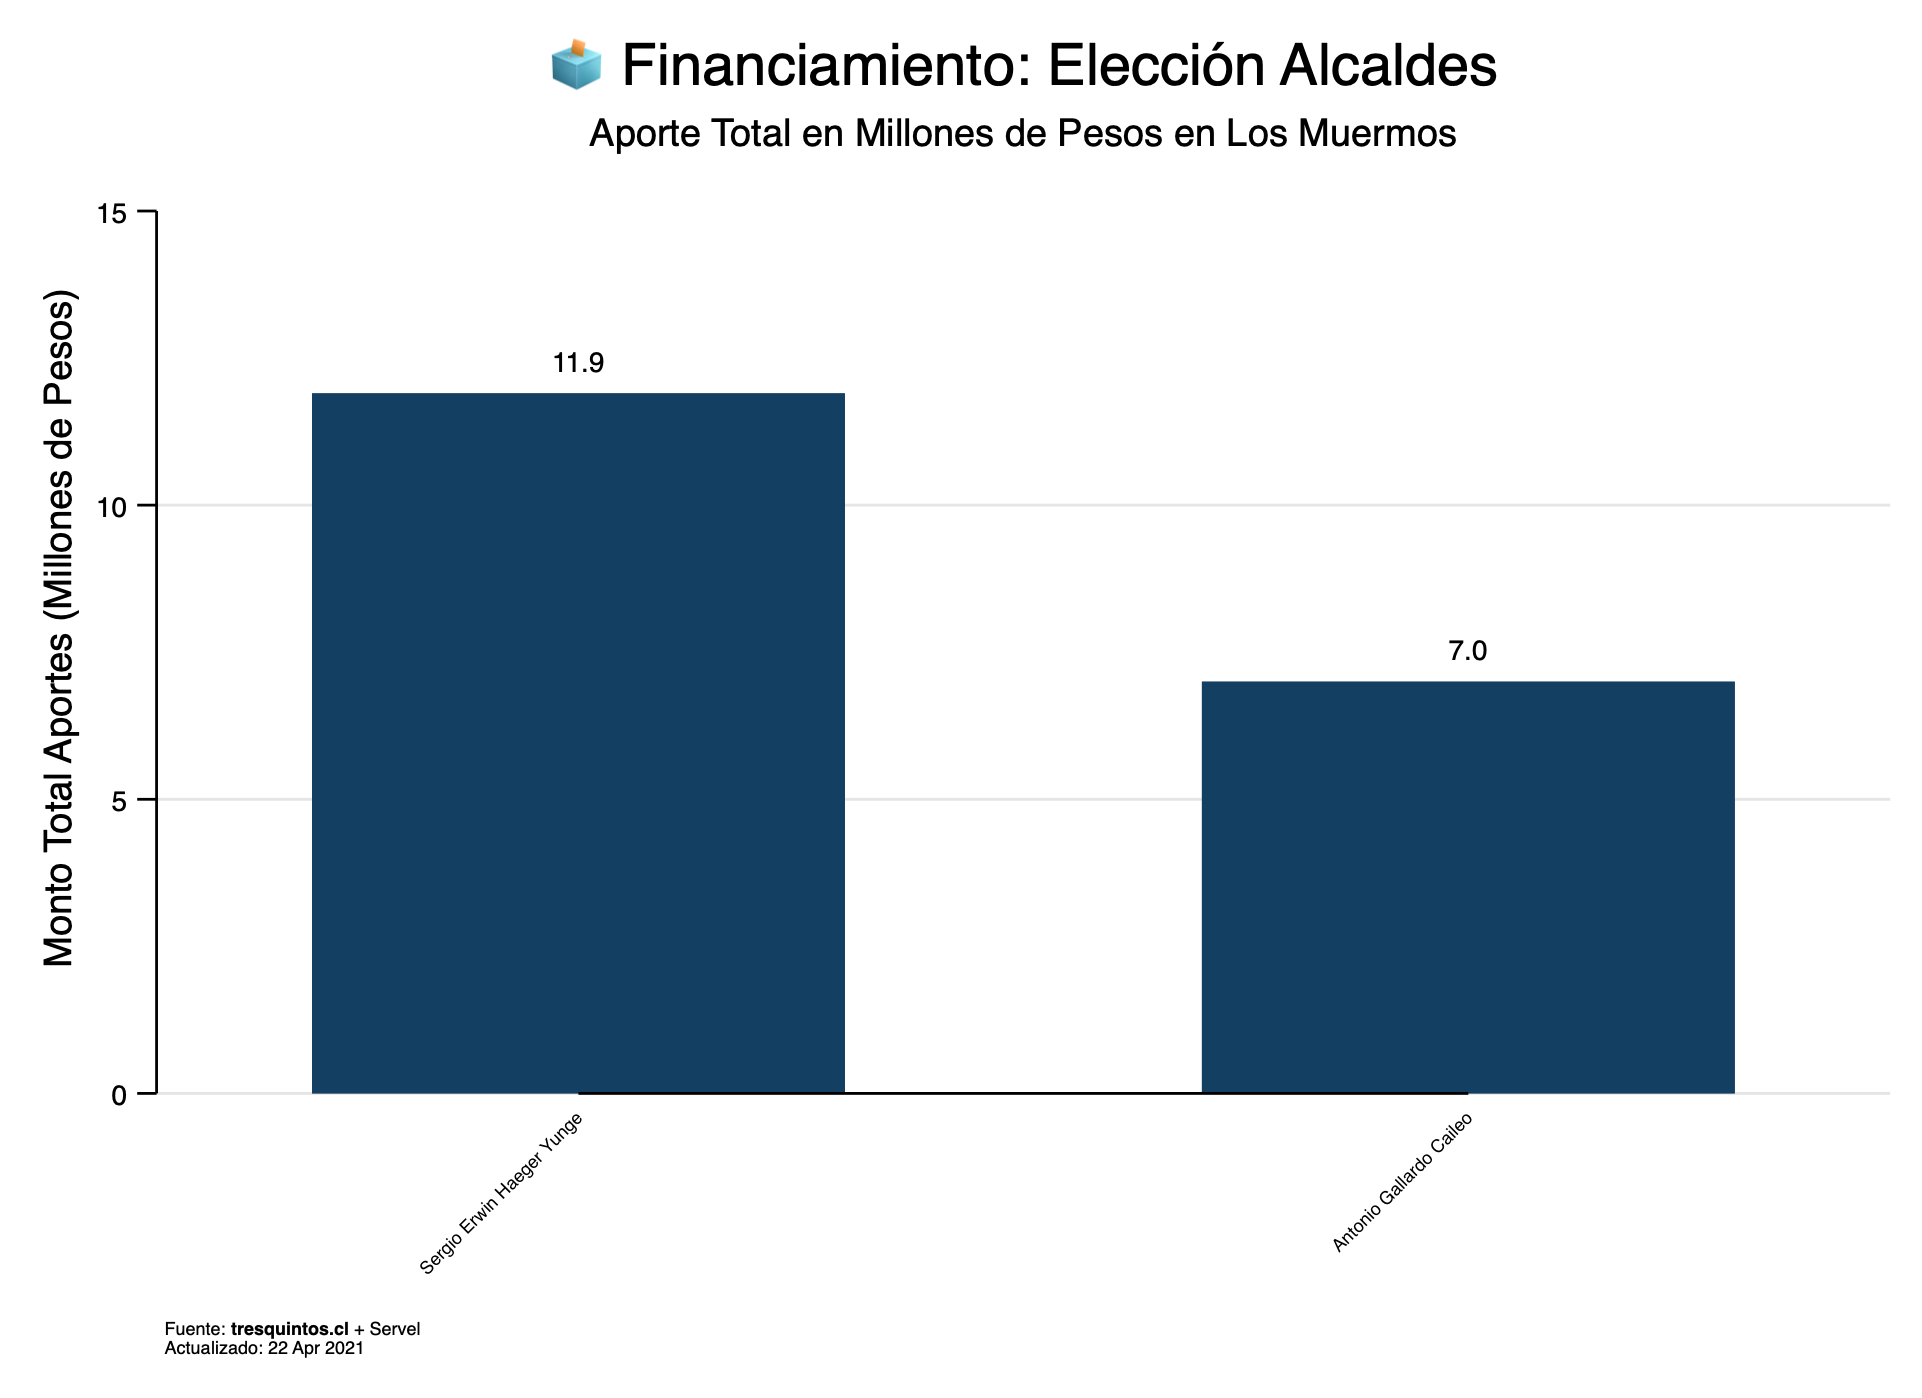 Financiamiento: Elección Alcaldes
Aporte Total en Millones de Pesos en Los Muermos
Monto Total Aportes (Millones de Pesos)
15
10
5
0
11.9
7.0
Sergio Erwin Haeger Yunge
Antonio Gallardo Caileo
Fuente: tresquintos.cl + Servel
Actualizado: 22 Apr 2021